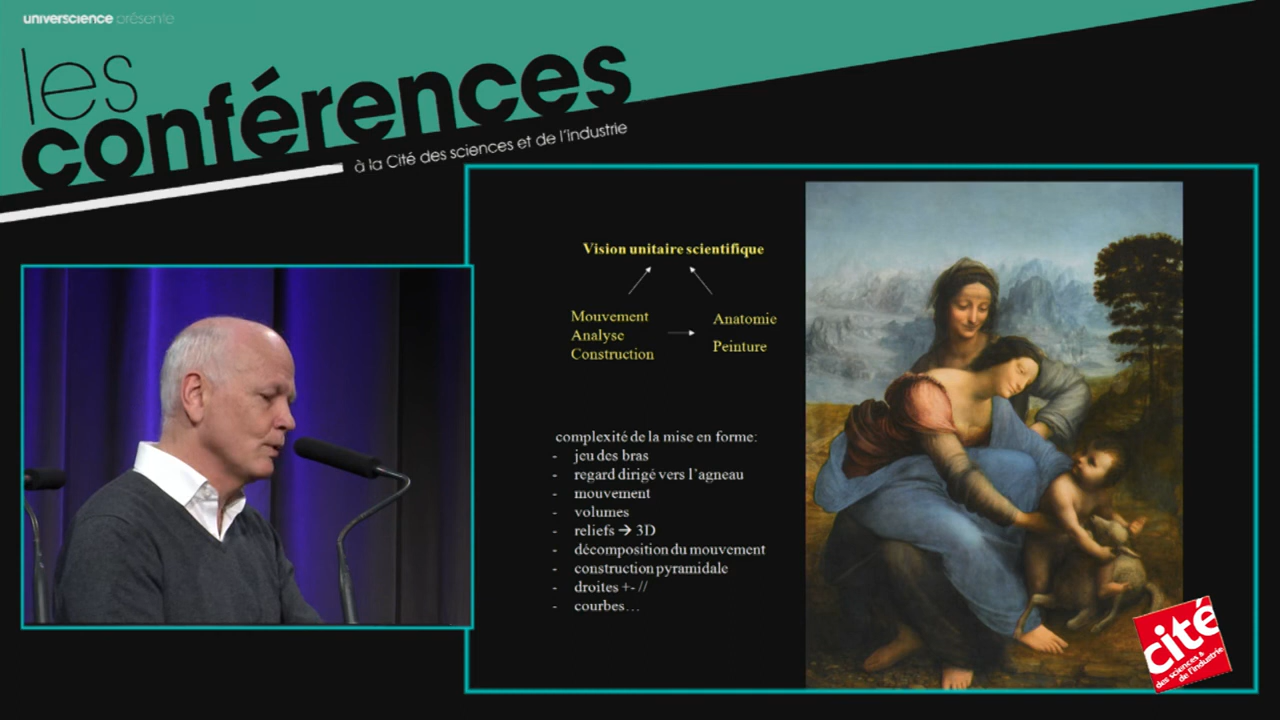 universcience présente
les
conférences
à la Cité des sciences et de l'industrie
Vision unitaire scientifique
Mouvement
Analyse
Construction
Anatomie
Peinture
complexité de la mise en forme:
- jeu des bras
- regard dirigé vers l'agneau
- mouvement
- volumes
- reliefs → 3D
- décomposition du mouvement
- construction pyramidale
- droites +- //
- courbes…
cité
des sciences &
de l'industrie